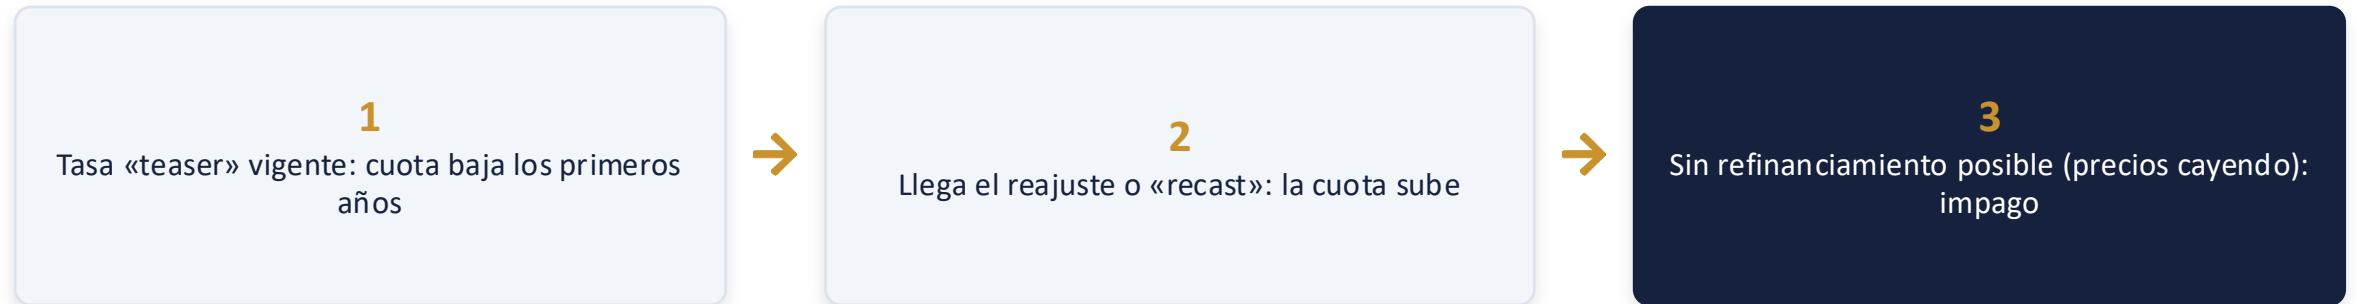 1
Tasa «teaser» vigente: cuota baja los primeros
años
2
Llega el reajuste o «recast»: la cuota sube
3
Sin refinanciamiento posible (precios cayendo):
impago